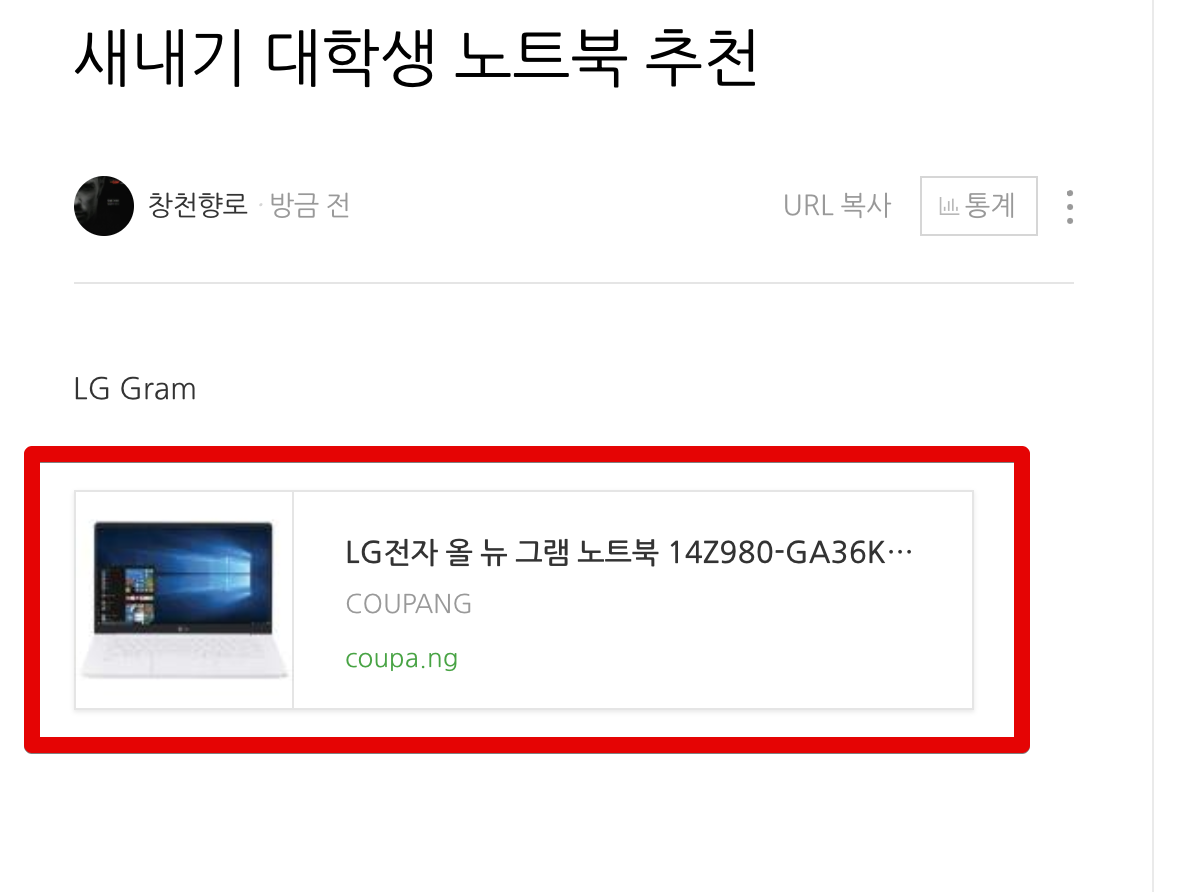 새내기 대학생 노트북 추천
창천향로 · 방금 전
URL 복사
통계
LG Gram
LG전자 올 뉴 그램 노트북 14Z980-GA36K…
COUPANG
coupa.ng